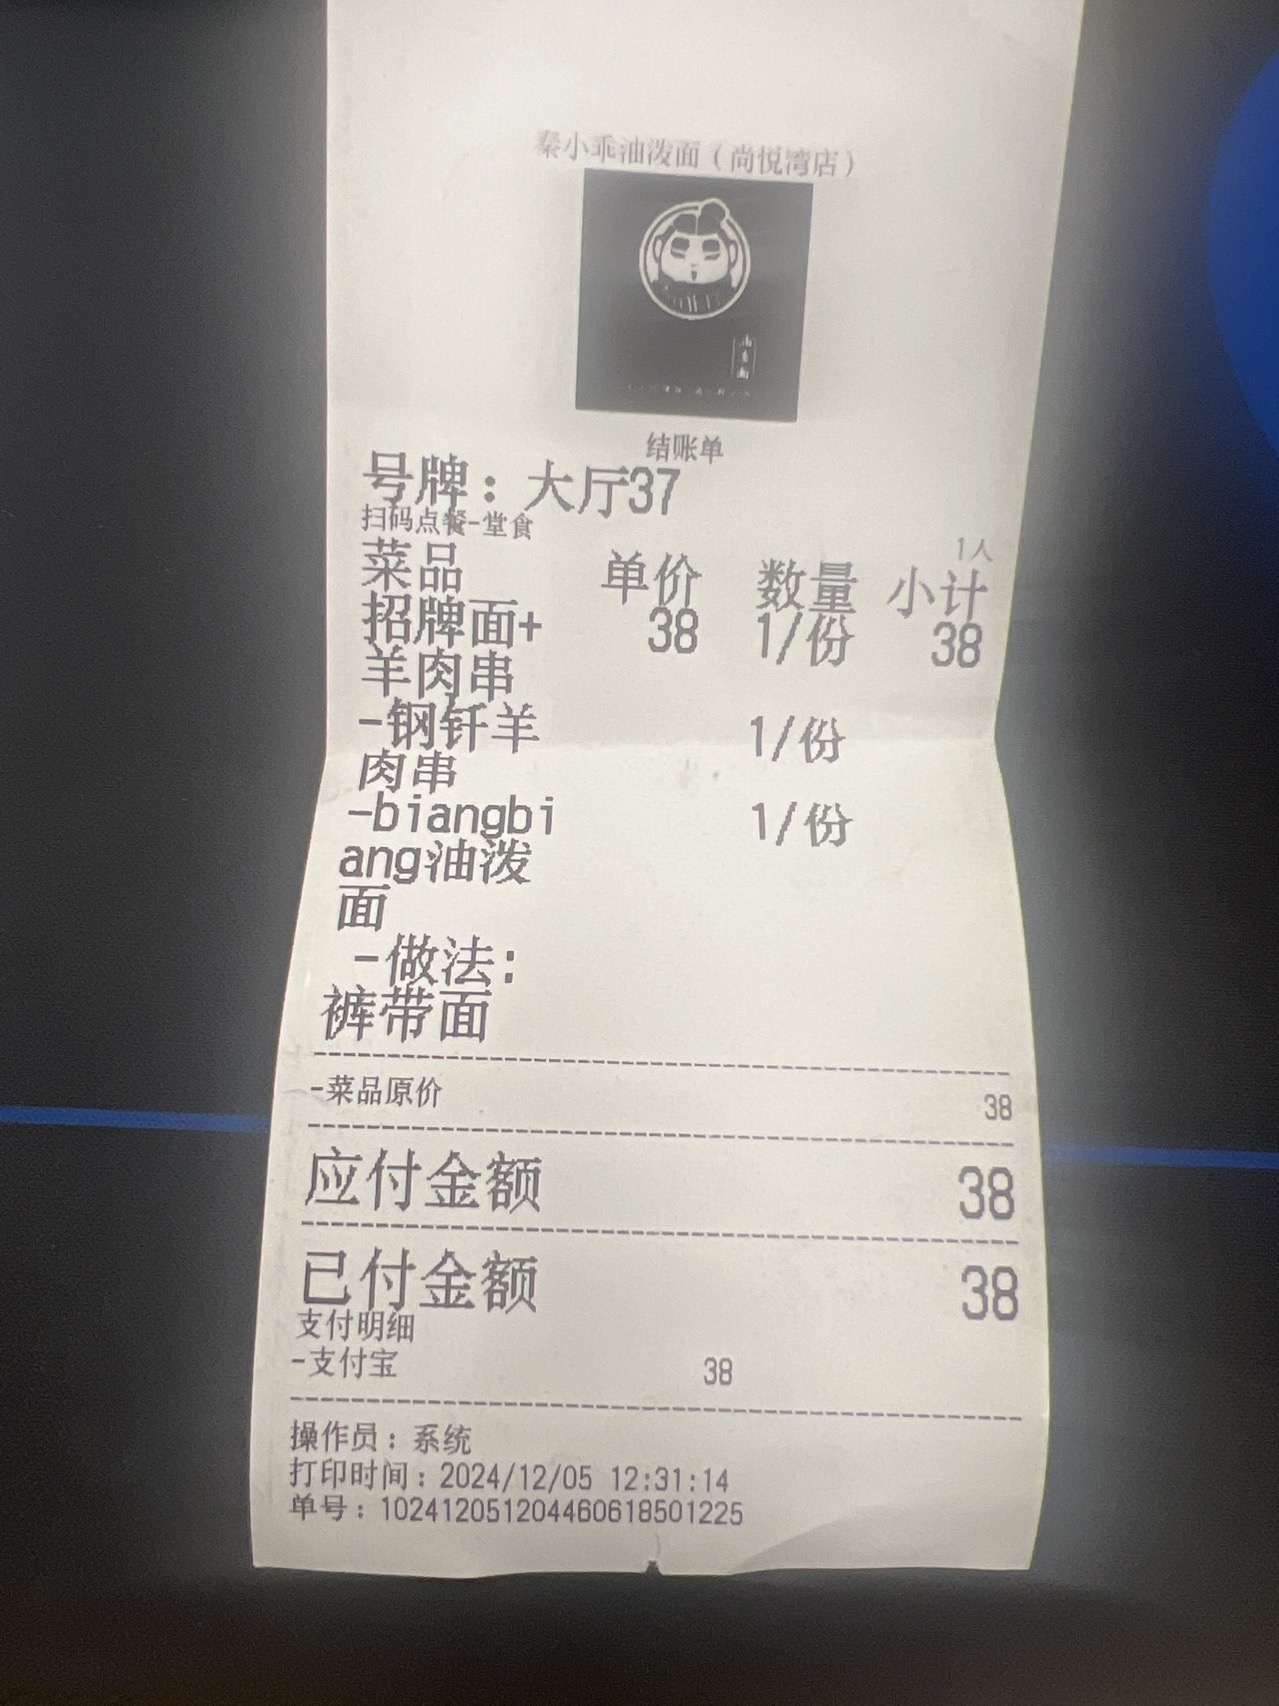 秦小乖油泼面（尚悦湾店）
结账单
号牌：大厅37
扫码点餐-堂食
1人
菜品 单价 数量 小计
招牌面+ 38 1/份 38
羊肉串
-钢钎羊 1/份
肉串
-biangbi 1/份
ang油泼
面
-做法:
裤带面
-菜品原价 38
应付金额 38
已付金额 38
支付明细
-支付宝 38
操作员：系统
打印时间：2024/12/05 12:31:14
单号：1024120512044606185​01225